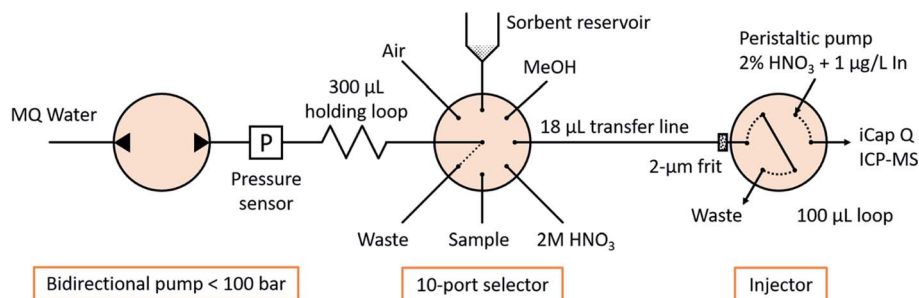 Sorbent reservoir
Air
MeOH
Peristaltic pump
2% HNO3 + 1 µg/L In
300 µL
holding loop
MQ Water
P
18 µL transfer line
iCap Q
ICP-MS
2-µm frit
Pressure
sensor
Waste
Sample
2M HNO3
Waste
100 µL loop
Bidirectional pump < 100 bar
10-port selector
Injector